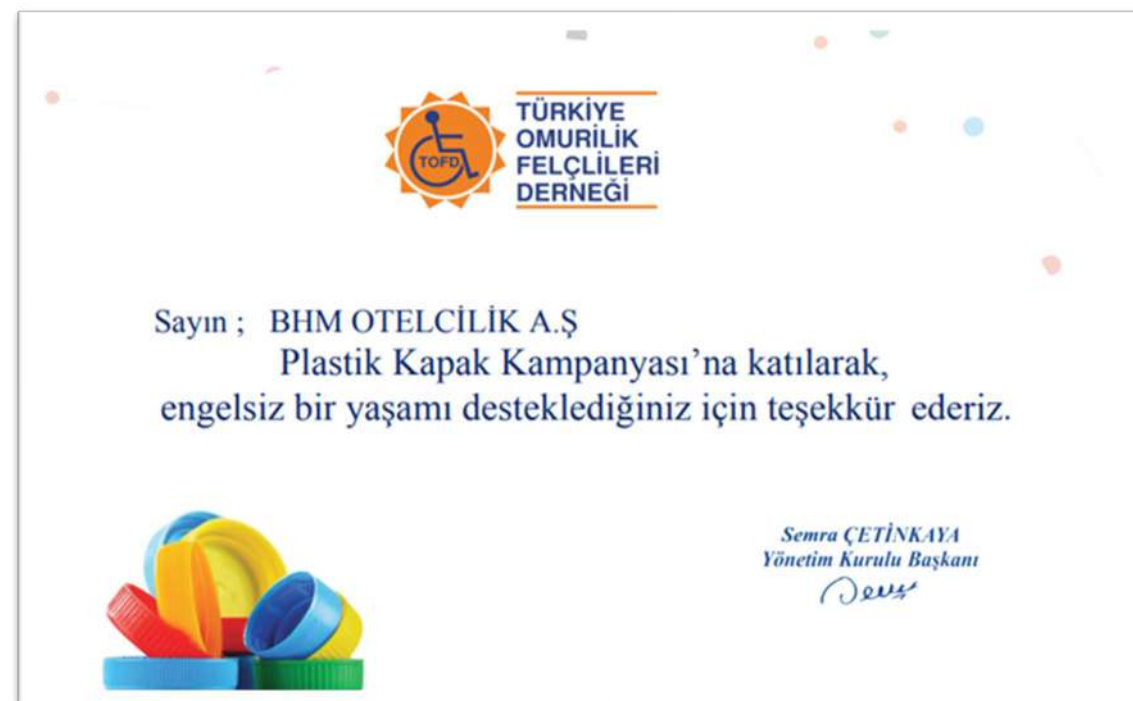 TOFD
TÜRKİYE
OMURİLİK
FELÇLİLERİ
DERNEĞİ
Sayın ; BHM OTELCİLİK A.Ş
Plastik Kapak Kampanyası’na katılarak,
engelsiz bir yaşamı desteklediğiniz için teşekkür ederiz.
Semra ÇETİNKAYA
Yönetim Kurulu Başkanı